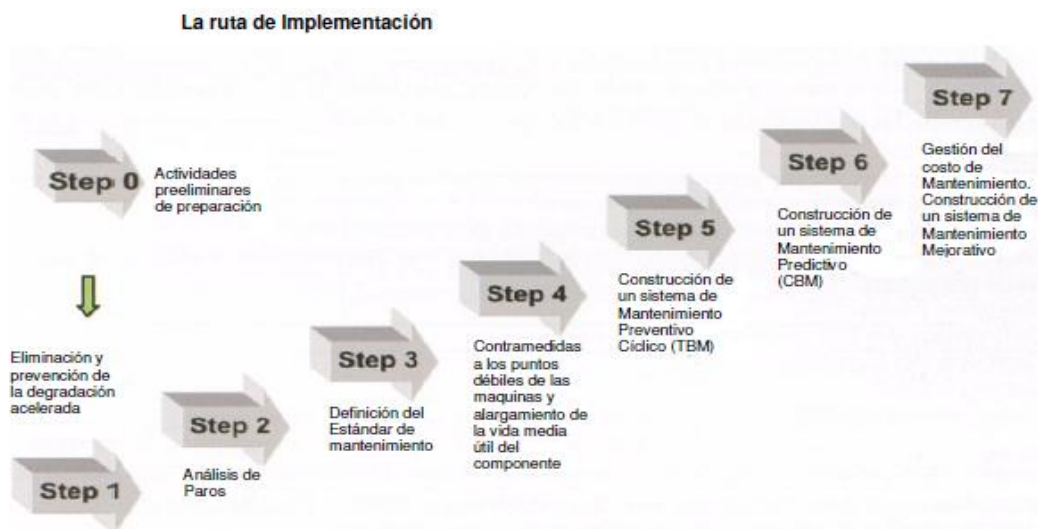 La ruta de Implementación
Step 0
Actividades
preeliminares
de preparación
Eliminación y
prevención de
la degradación
acelerada
Step 1
Step 2
Análisis de
Paros
Step 3
Definición del
Estándar de
mantenimiento
Step 4
Contramedidas
a los puntos
débiles de las
maquinas y
alargamiento de
la vida media
útil del
componente
Step 5
Construcción de
un sistema de
Mantenimiento
Preventivo
Cíclico (TBM)
Step 6
Construcción de
un sistema de
Mantenimiento
Predictivo
(CBM)
Step 7
Gestión del
costo de
Mantenimiento.
Construcción de
un sistema de
Mantenimiento
Mejorativo